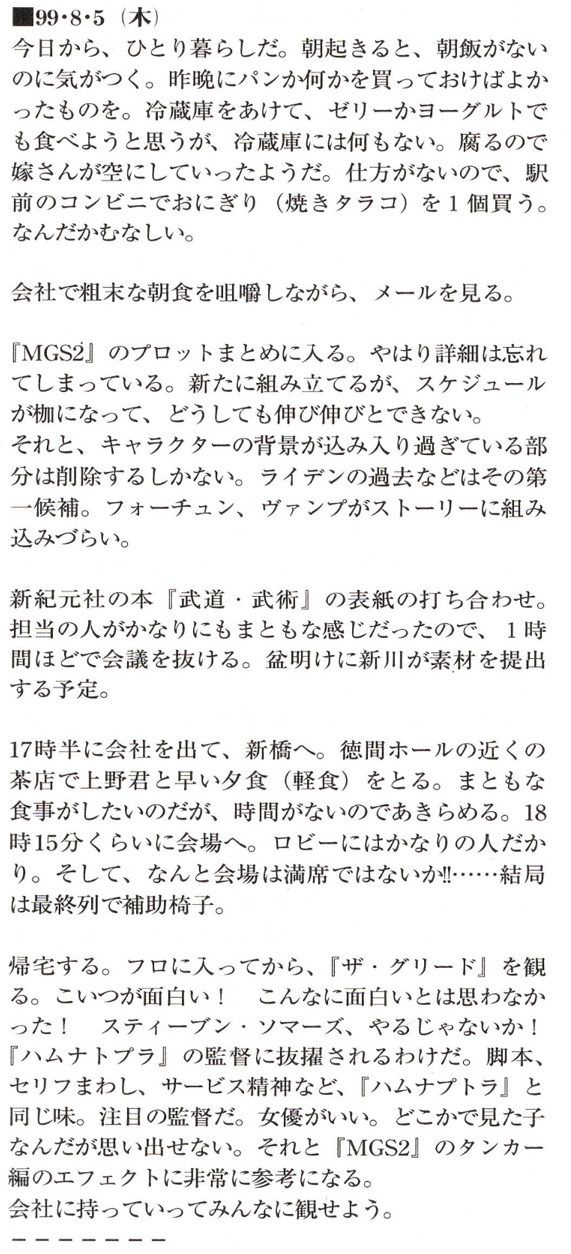 ■99・8・5（木）
今日から、ひとり暮らしだ。朝起きると、朝飯がない
のに気がつく。昨晩にパンか何かを買っておけばよか
ったものを。冷蔵庫をあけて、ゼリーかヨーグルトで
も食べようと思うが、冷蔵庫には何もない。腐るので
嫁さんが空にしていったようだ。仕方がないので、駅
前のコンビニでおにぎり（焼きタラコ）を1個買う。
なんだかむなしい。

会社で粗末な朝食を咀嚼しながら、メールを見る。

『MGS2』のプロットまとめに入る。やはり詳細は忘れ
てしまっている。新たに組み立てるが、スケジュール
が枷になって、どうしても伸び伸びとできない。
それと、キャラクターの背景が込み入り過ぎている部
分は削除するしかない。ライデンの過去などはその第
一候補。フォーチュン、ヴァンプがストーリーに組み
込みづらい。

新紀元社の本『武道・武術』の表紙の打ち合わせ。
担当の人がかなりにもまともな感じだったので、1時
間ほどで会議を抜ける。盆明けに新川が素材を提出
する予定。

17時半に会社を出て、新橋へ。徳間ホールの近くの
茶店で上野君と早い夕食（軽食）をとる。まともな
食事がしたいのだが、時間がないのであきらめる。18
時15分くらいに会場へ。ロビーにはかなりの人だか
り。そして、なんと会場は満席ではないか!!……結局
は最終列で補助椅子。

帰宅する。フロに入ってから、『ザ・グリード』を観
る。こいつが面白い！　こんなに面白いとは思わなか
った！　スティーブン・ソマーズ、やるじゃないか！
『ハムナトプラ』の監督に抜擢されるわけだ。脚本、
セリフまわし、サービス精神など、『ハムナプトラ』と
同じ味。注目の監督だ。女優がいい。どこかで見た子
なんだが思い出せない。それと『MGS2』のタンカー
編のエフェクトに非常に参考になる。
会社に持っていってみんなに観せよう。
－－－－－－－